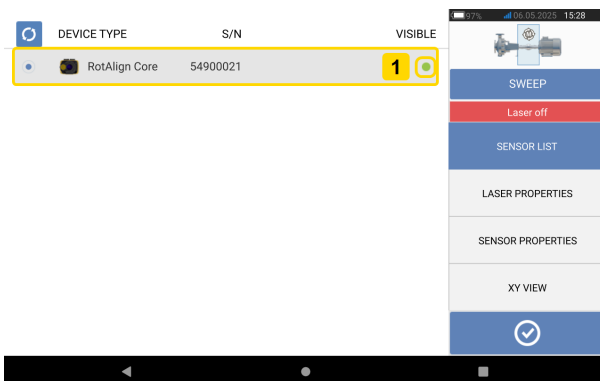 97% 06.05.2025 15:28
DEVICE TYPE S/N VISIBLE
RotAlign Core 54900021 1
SWEEP
Laser off
SENSOR LIST
LASER PROPERTIES
SENSOR PROPERTIES
XY VIEW